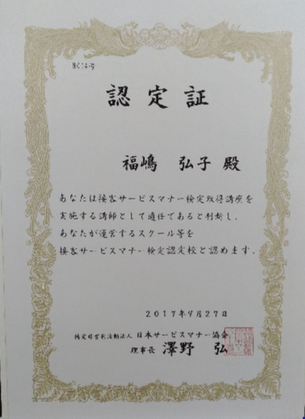 認定証
福嶋 弘子 殿
あなたは接客サービスマナー検定取得講座を
実施する講師として適任であると判断し、
あなたが運営するスクール等を
接客サービスマナー検定認定校と認めます。
2017年9月27日
特定非営利活動法人 日本サービスマナー協会
理事長 澤野 弘